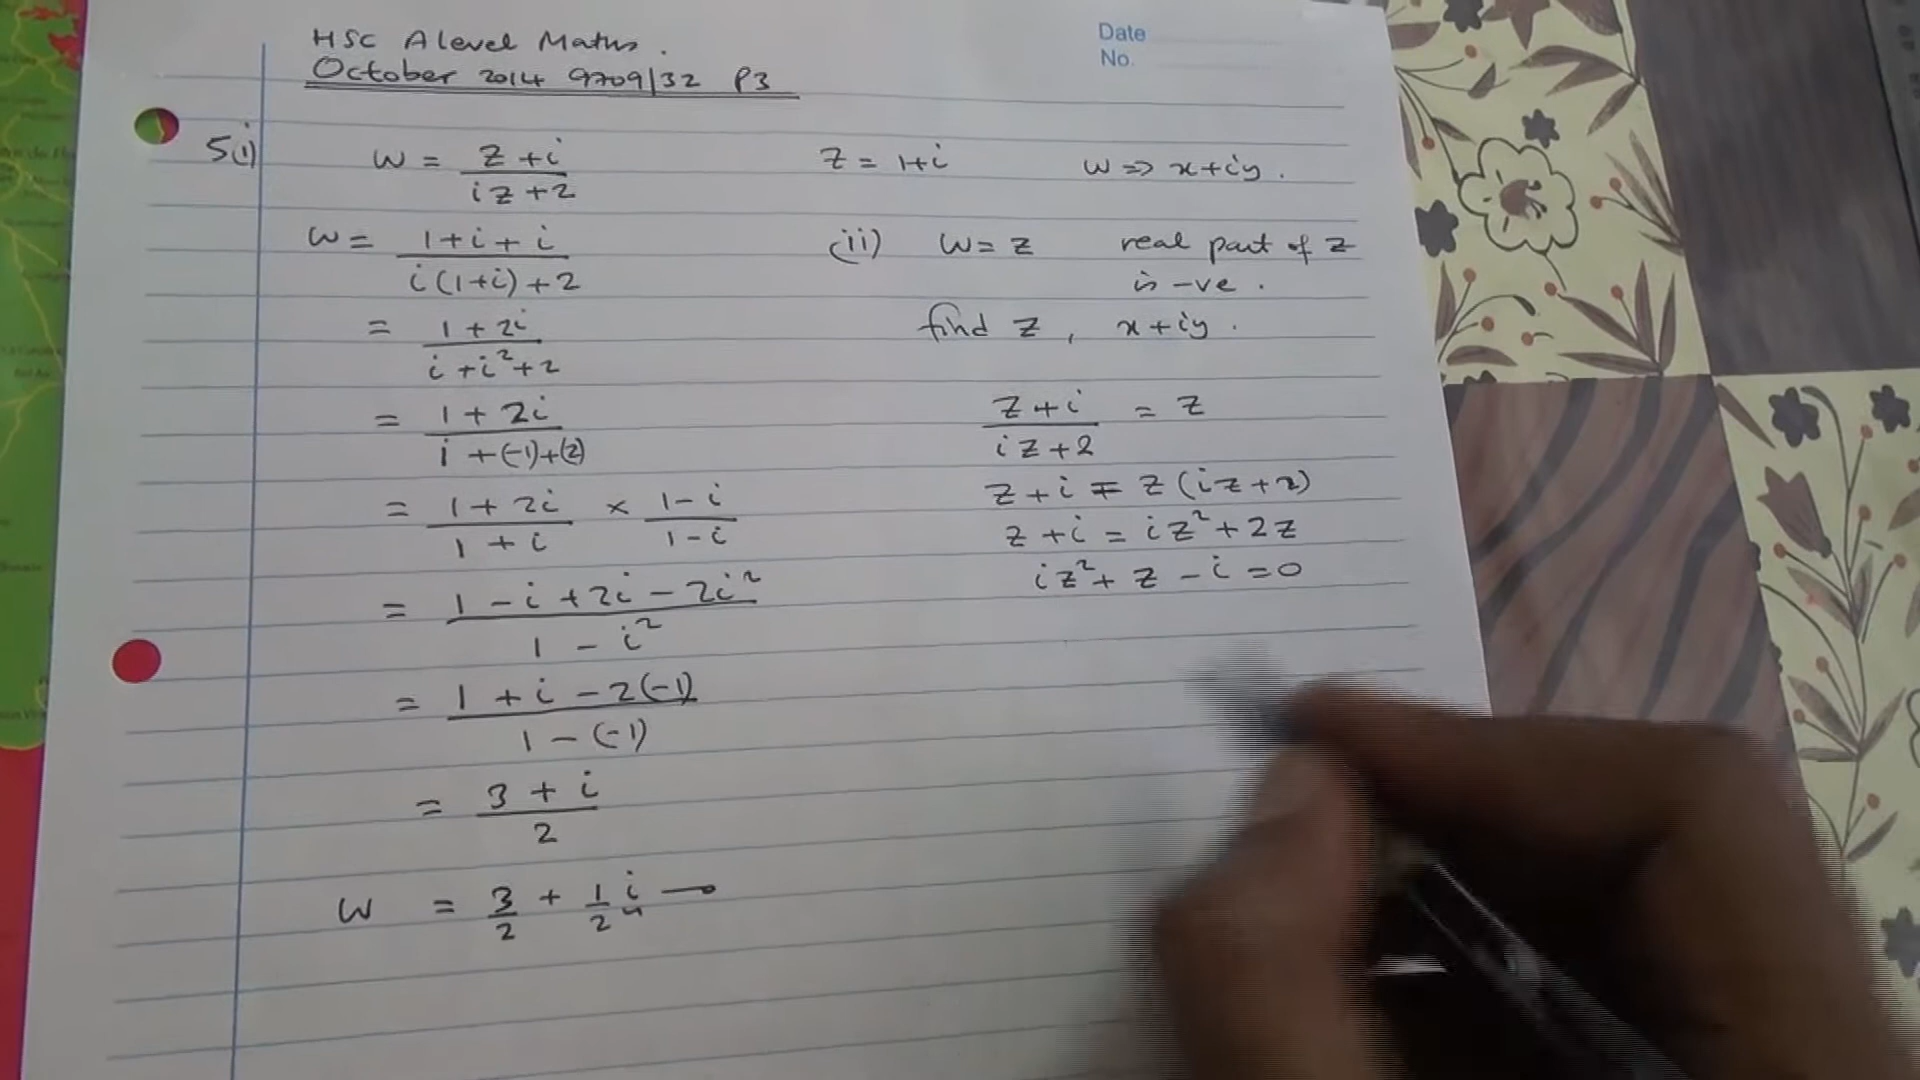 HSC A level Maths.
October 2014 9709/32 P3
Date
No.
5(i) w = (z + i)/(iz + 2)
z = 1+i
w => x+iy.
w = (1+i+i)/(i(1+i)+2)
= (1+2i)/(i+i²+2)
= (1+2i)/(i+(-1)+(2))
= (1+2i)/(1+i) × (1-i)/(1-i)
= (1-i+2i-2i²)/(1-i²)
= (1+i-2(-1))/(1-(-1))
= (3+i)/2
w = 3/2 + 1/2 i
(ii) w = z real part of z
is -ve.
find z, x+iy.
(z+i)/(iz+2) = z
z+i = z(iz+2)
z+i = iz²+2z
iz²+z-i=0